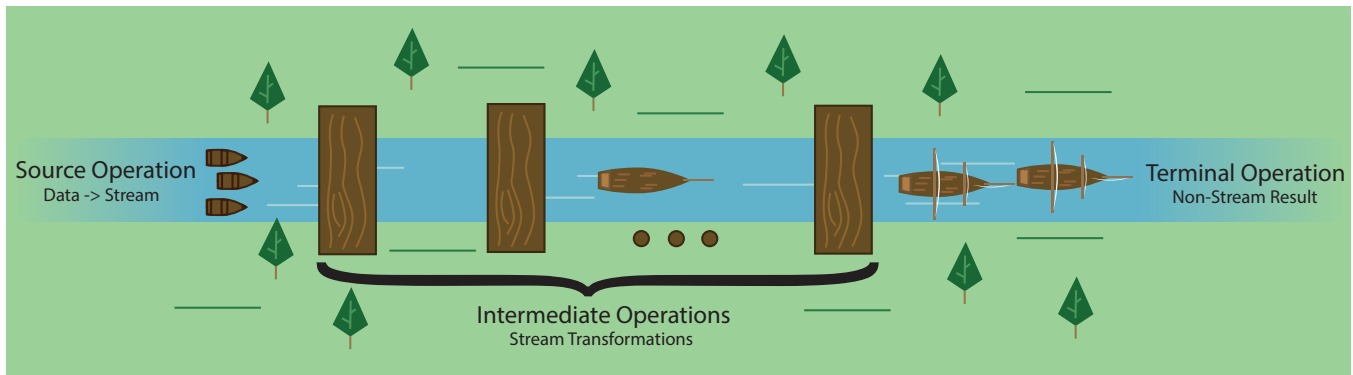 Source Operation
Data -> Stream
Terminal Operation
Non-Stream Result
Intermediate Operations
Stream Transformations